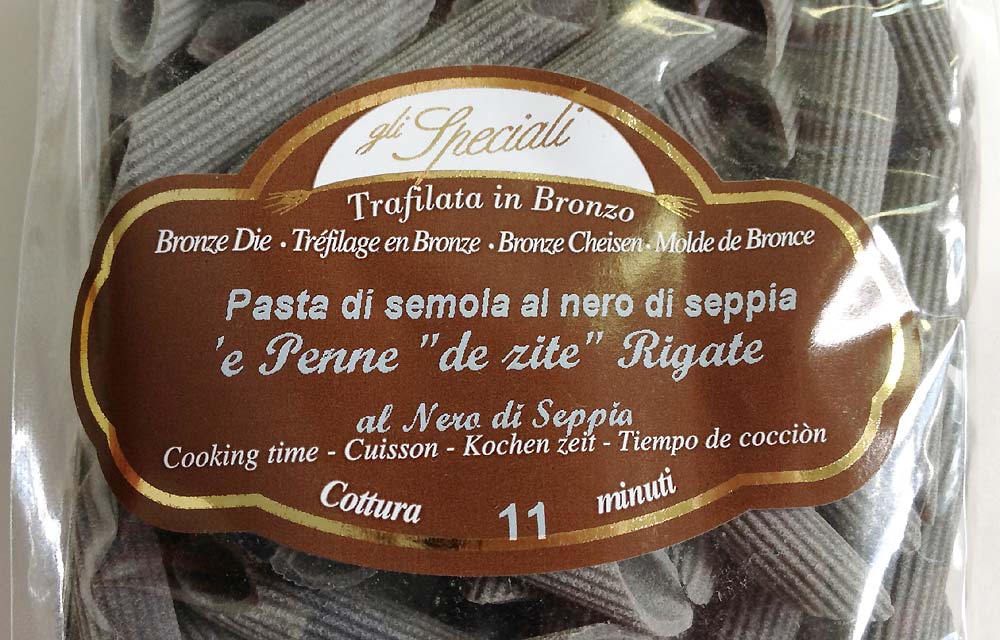 gli Speciali
Trafilata in Bronzo
Bronze Die • Tréfilage en Bronze • Bronze Cheisen • Molde de Bronce
Pasta di semola al nero di seppia
'e Penne "de zite" Rigate
al Nero di Seppia
Cooking time - Cuisson - Kochen zeit - Tiempo de cocciòn
Cottura 11 minuti